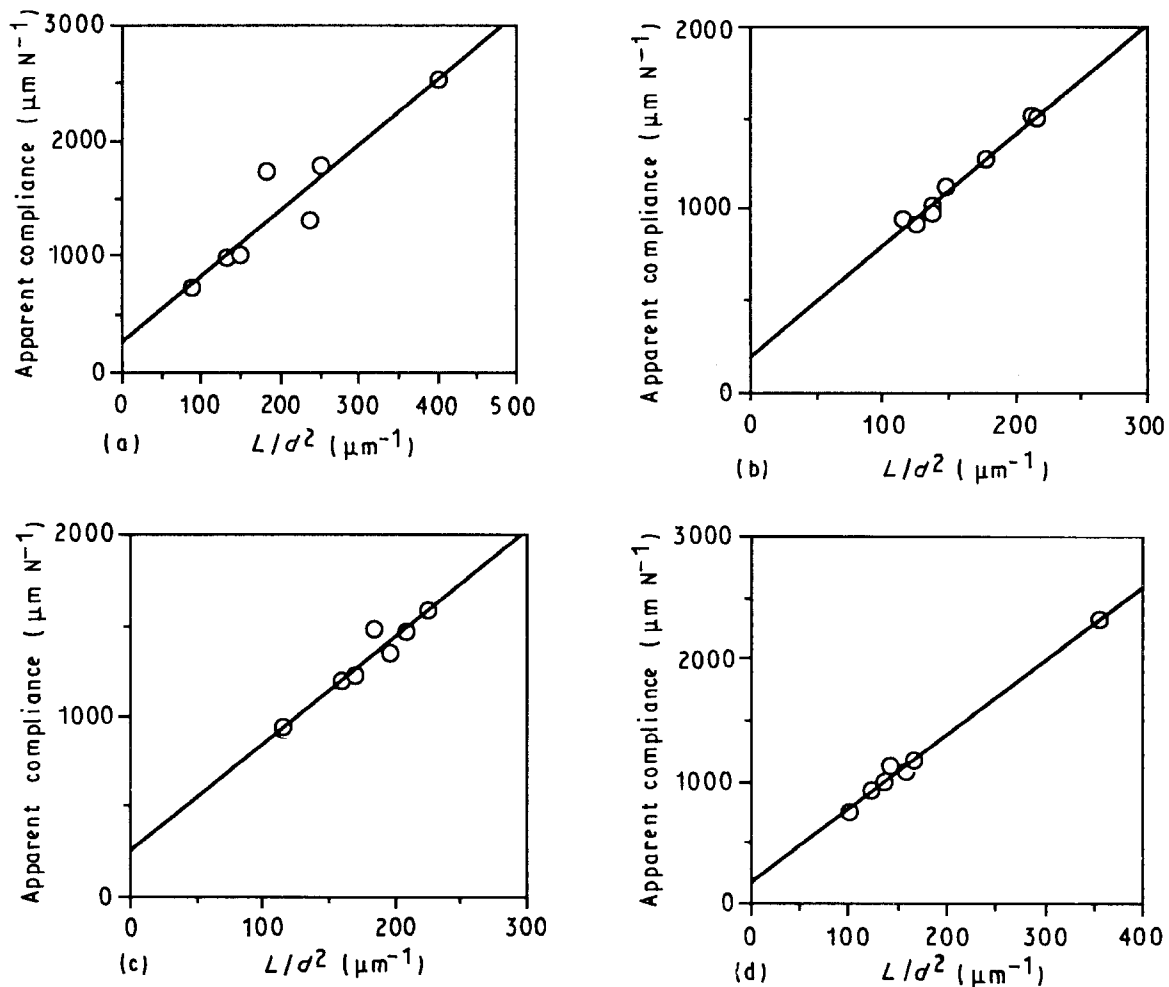 Apparent compliance (μm N⁻¹)
3000
2000
1000
0
0 100 200 300 400 500
(a) L/d² (μm⁻¹)
Apparent compliance (μm N⁻¹)
2000
1000
0
0 100 200 300
(b) L/d² (μm⁻¹)
Apparent compliance (μm N⁻¹)
2000
1000
0
0 100 200 300
(c) L/d² (μm⁻¹)
Apparent compliance (μm N⁻¹)
3000
2000
1000
0
0 100 200 300 400
(d) L/d² (μm⁻¹)